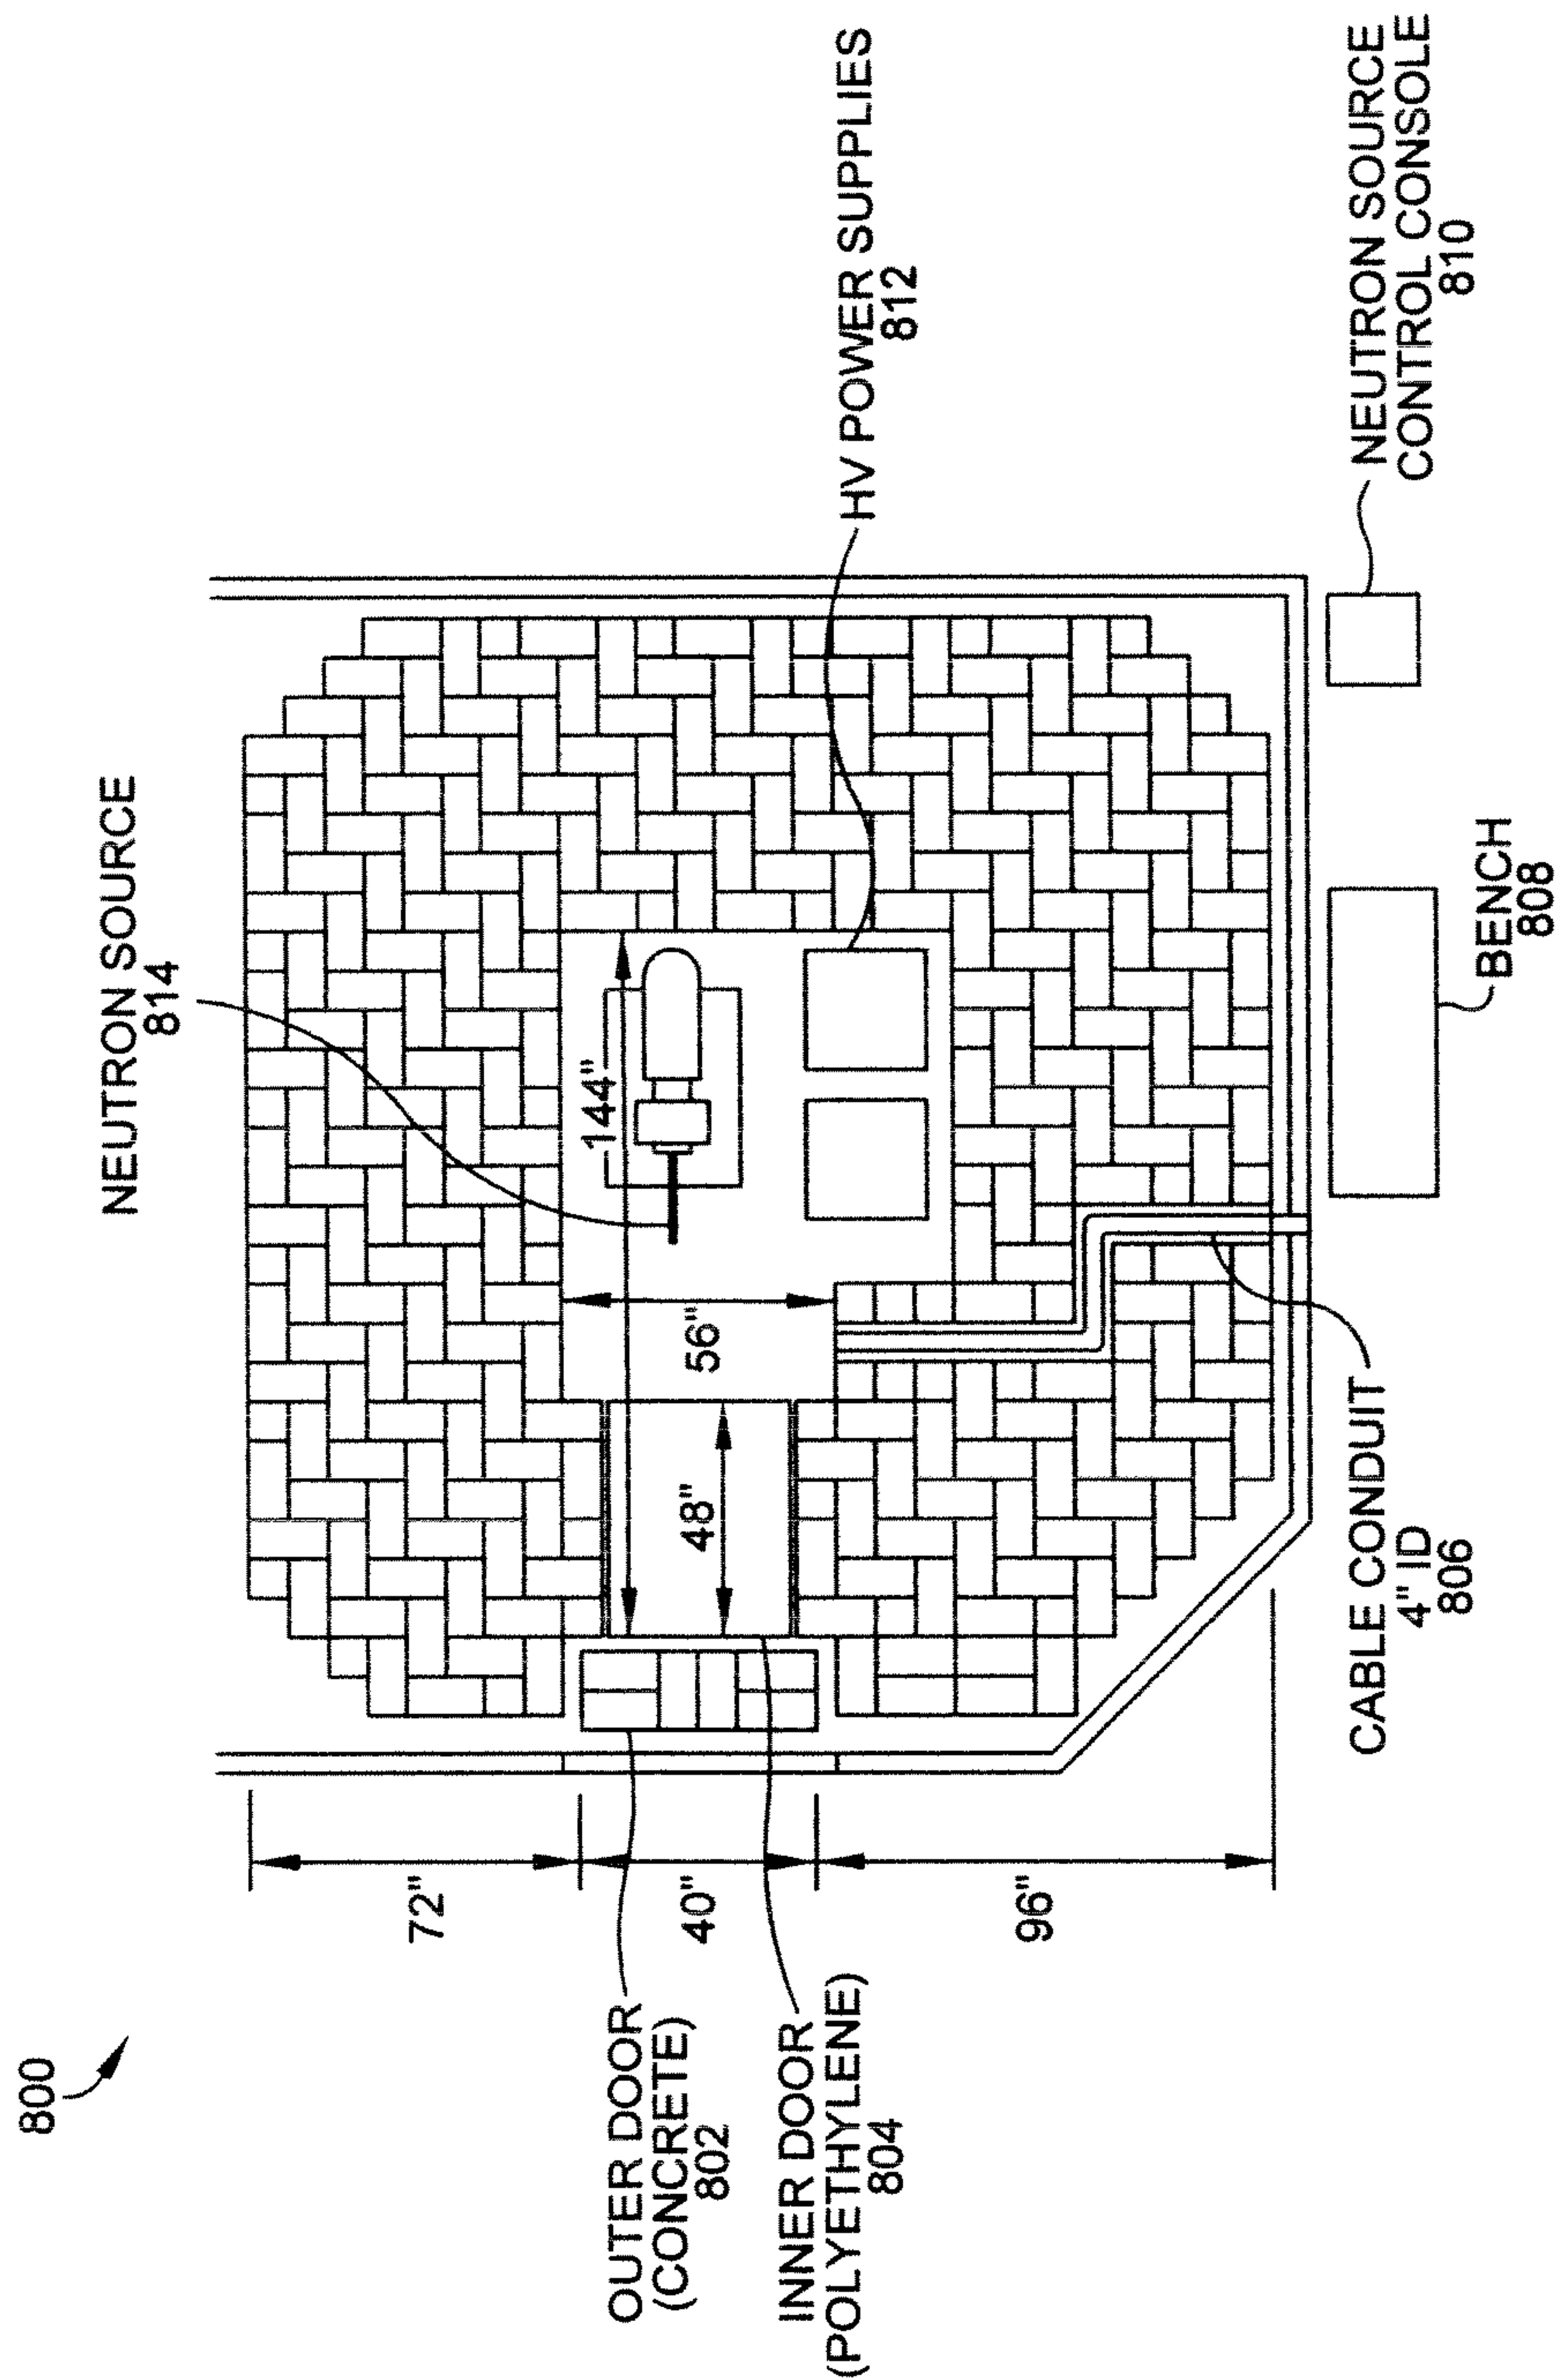 800
OUTER DOOR
(CONCRETE)
802
INNER DOOR
(POLYETHYLENE)
804
72"
40"
96"
CABLE CONDUIT
4" ID
806
48"
56"
144"
NEUTRON SOURCE
814
BENCH
808
HV POWER SUPPLIES
812
NEUTRON SOURCE
CONTROL CONSOLE
810